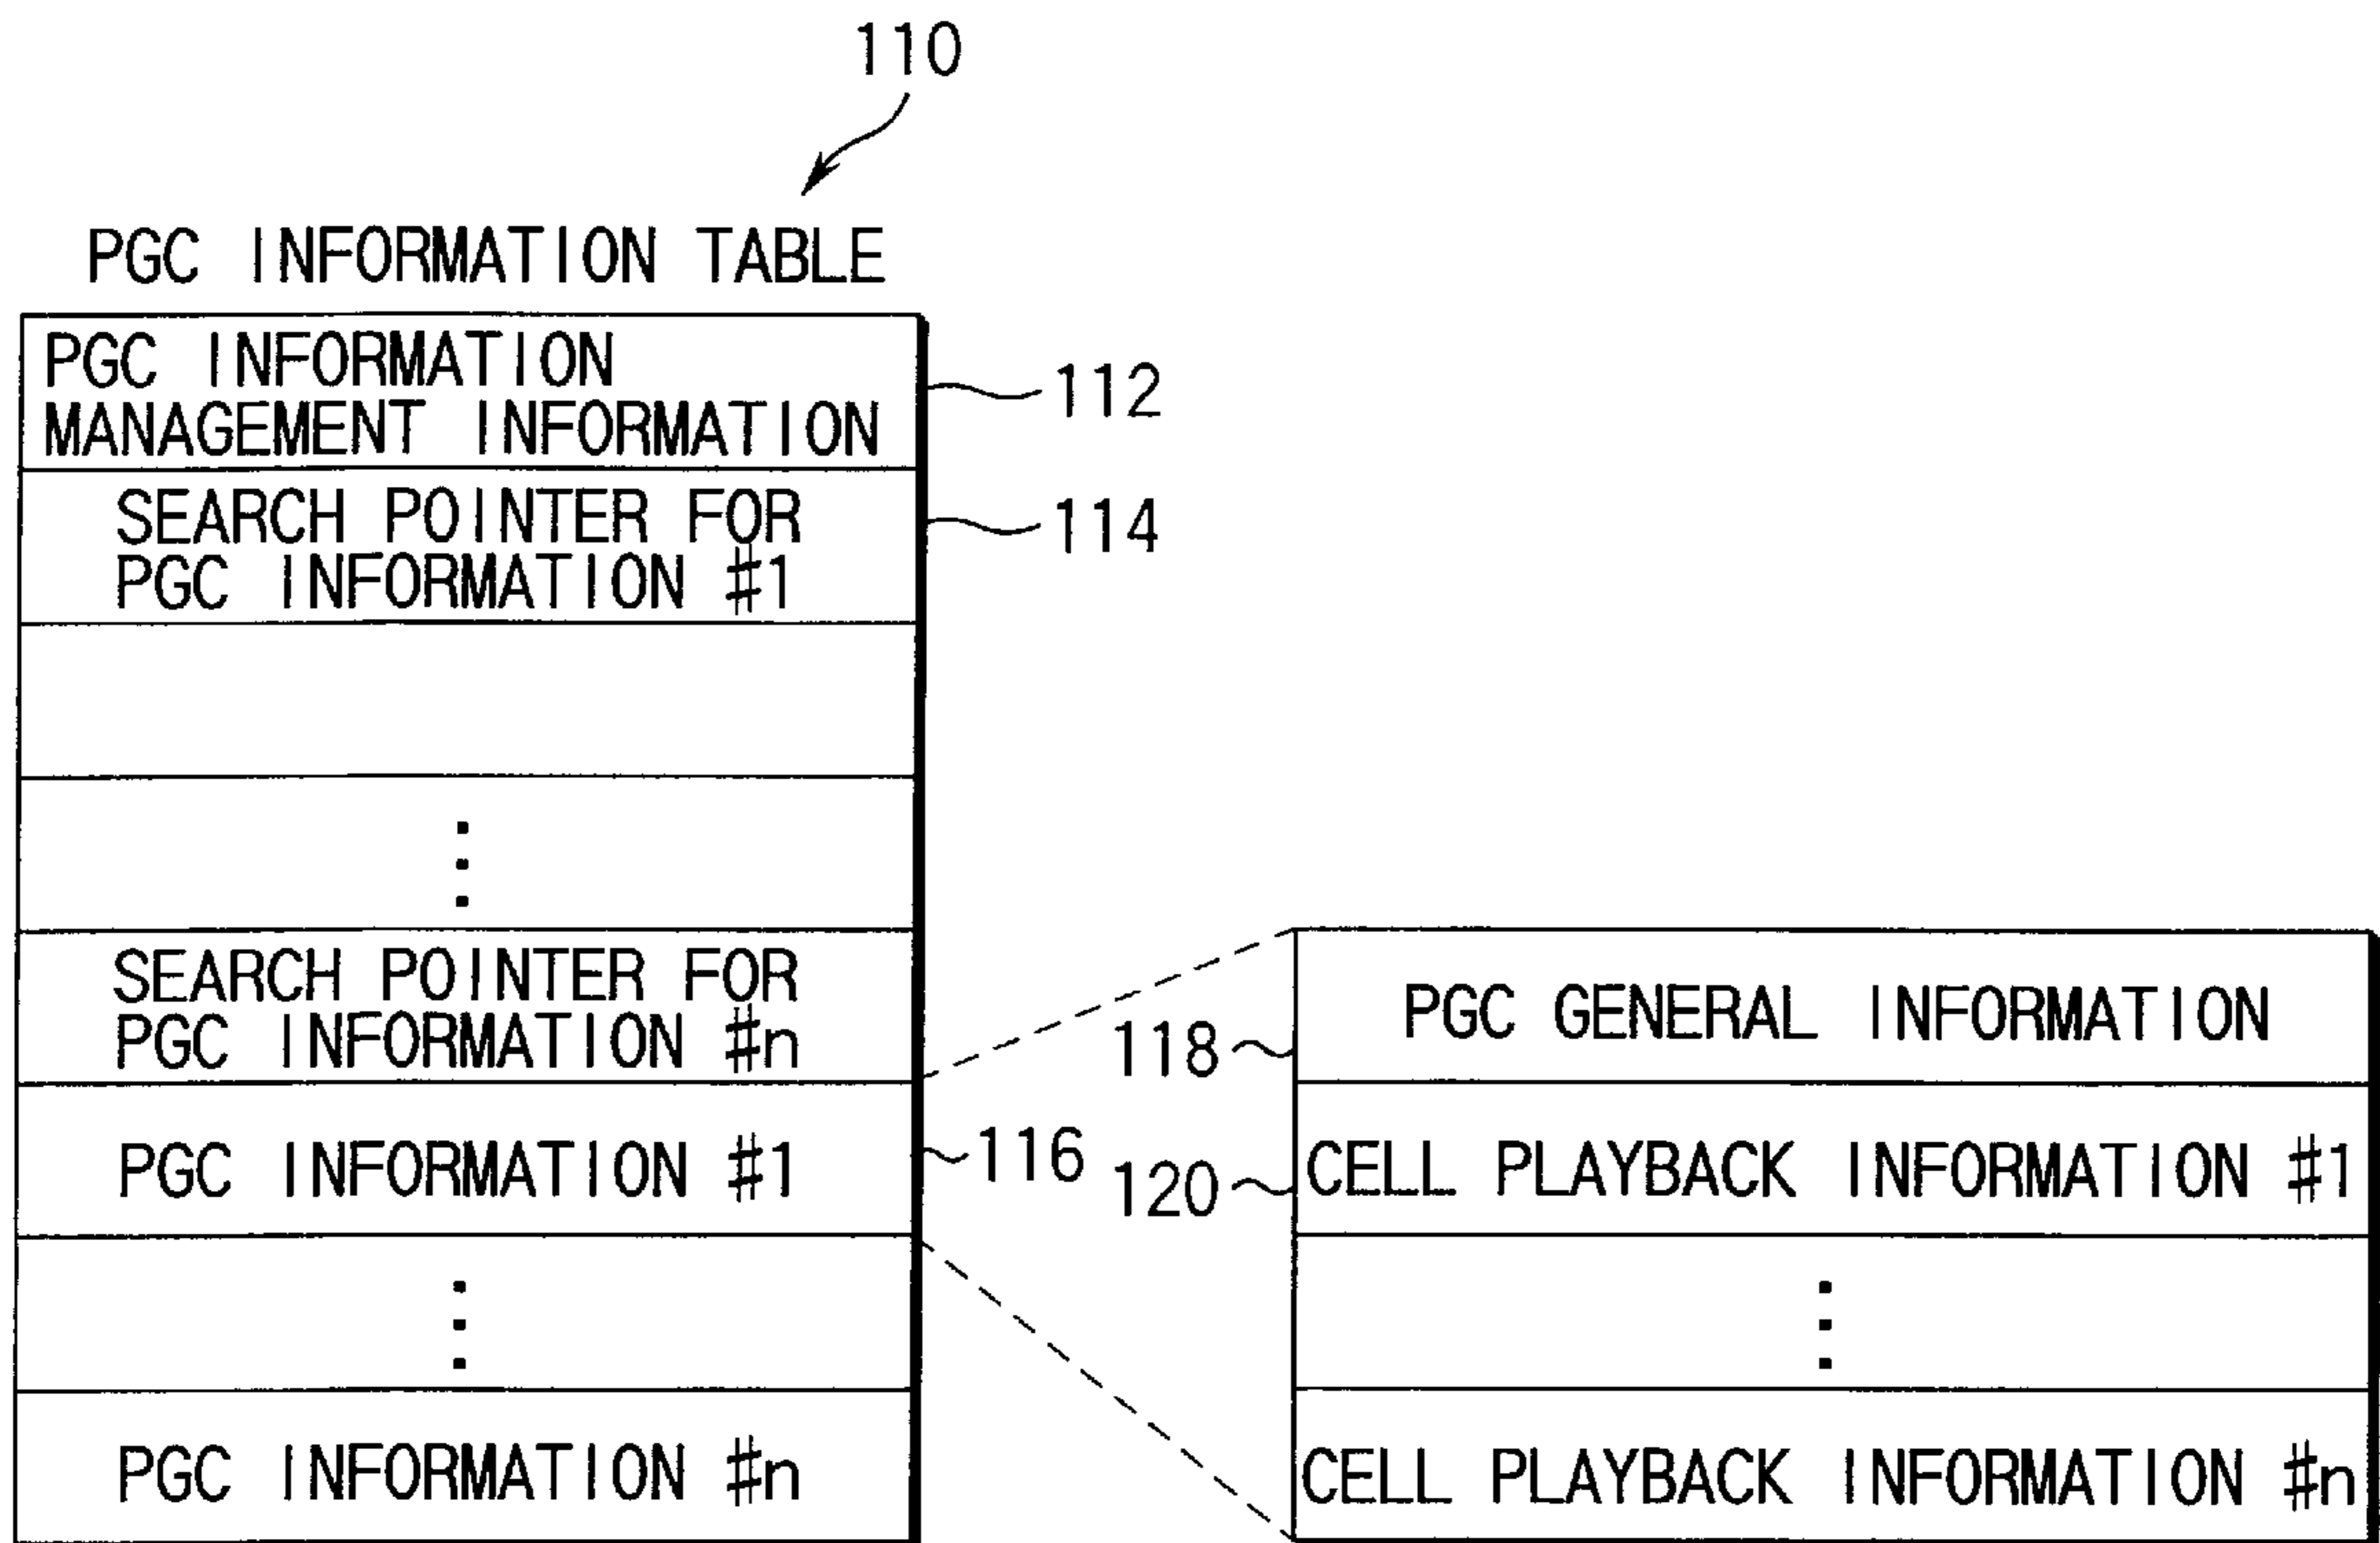 110
PGC INFORMATION TABLE
PGC INFORMATION
MANAGEMENT INFORMATION
112
SEARCH POINTER FOR
PGC INFORMATION #1
114
SEARCH POINTER FOR
PGC INFORMATION #n
PGC INFORMATION #1
116
PGC INFORMATION #n
118
PGC GENERAL INFORMATION
120
CELL PLAYBACK INFORMATION #1
CELL PLAYBACK INFORMATION #n